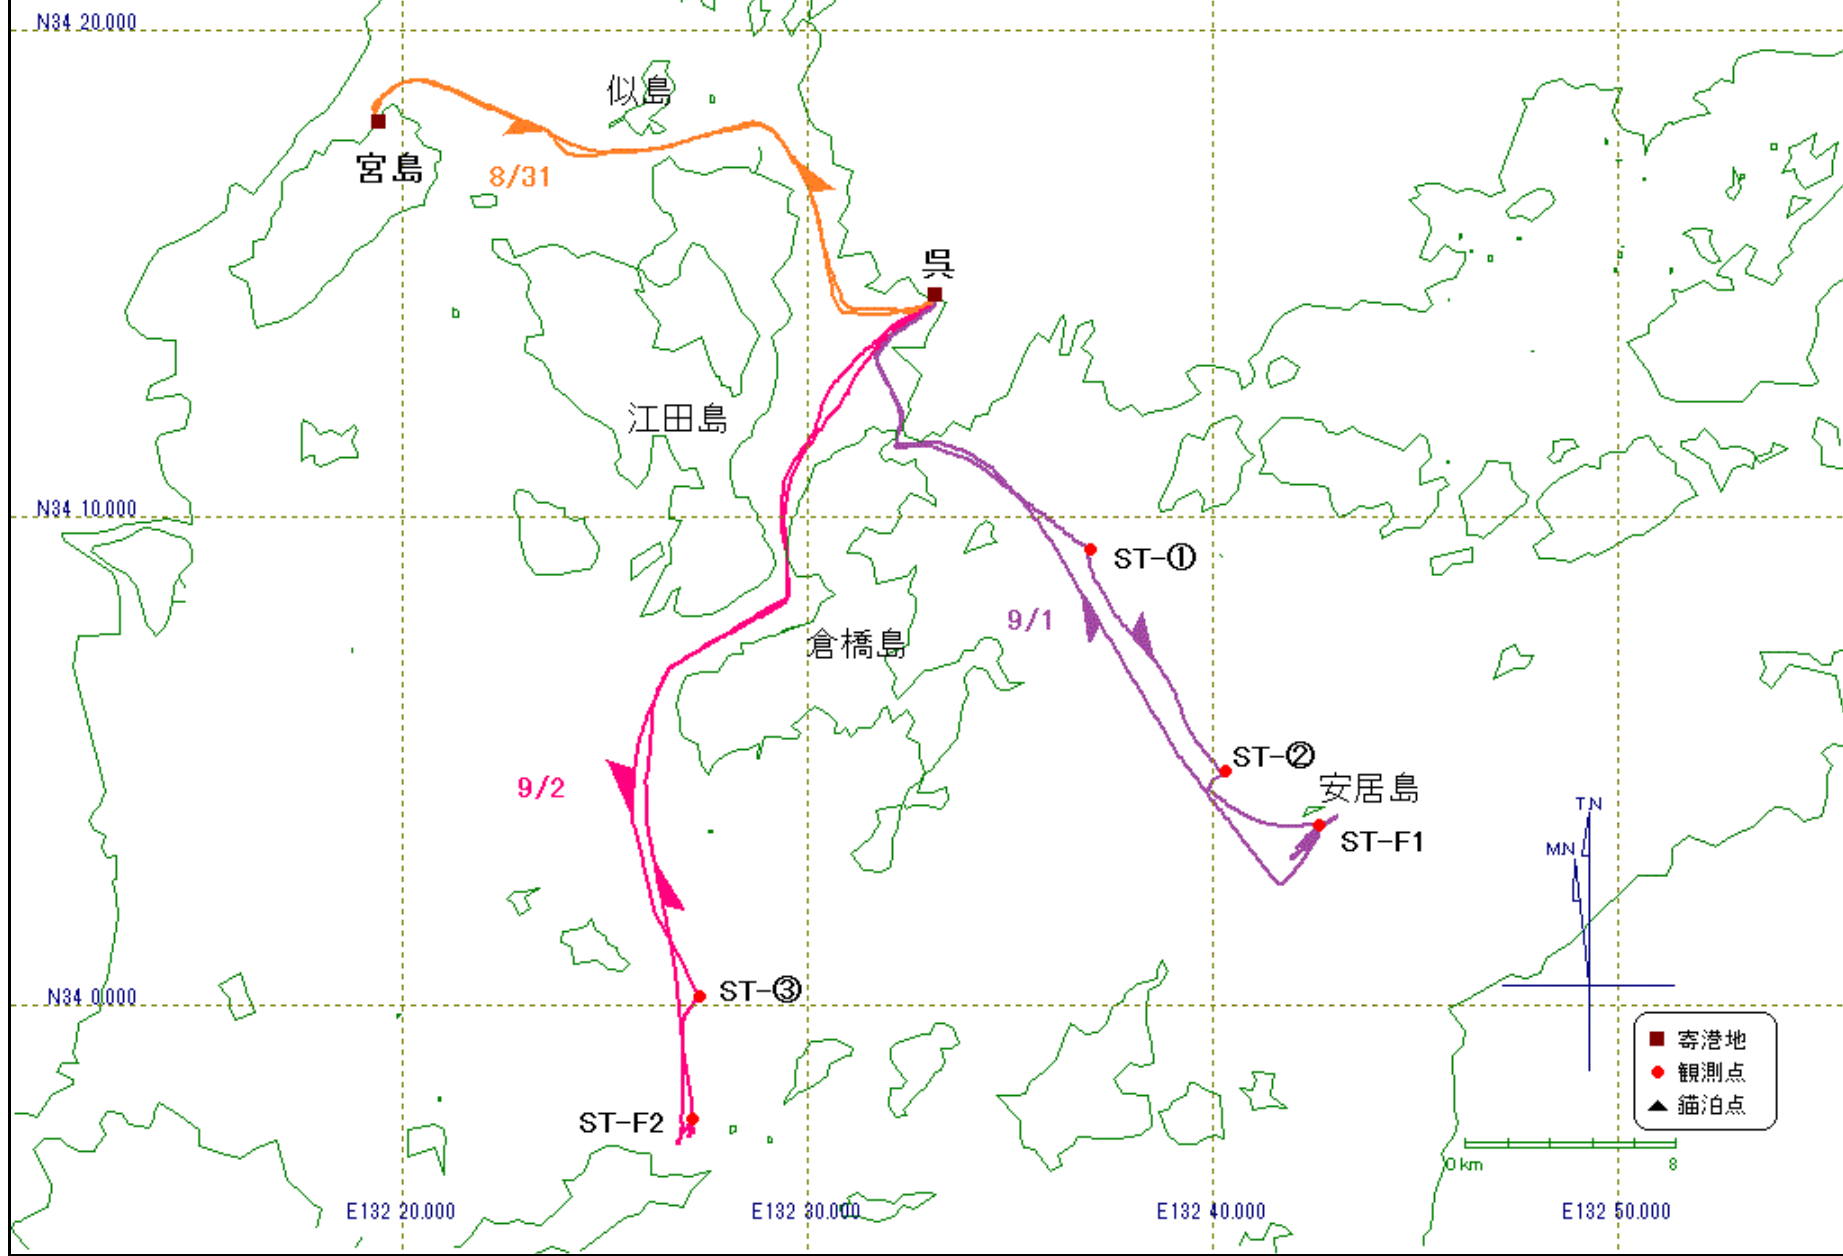 N34 20.000
似島
宮島
8/31
呉
江田島
N34 10.000
ST-①
9/1
倉橋島
ST-②
9/2
安居島
T.N
ST-F1
M.N
ST-③
N34 0.000
寄港地
観測点
錨泊点
ST-F2
0 km 8
E132 20.000 E132 30.000 E132 40.000 E132 50.000